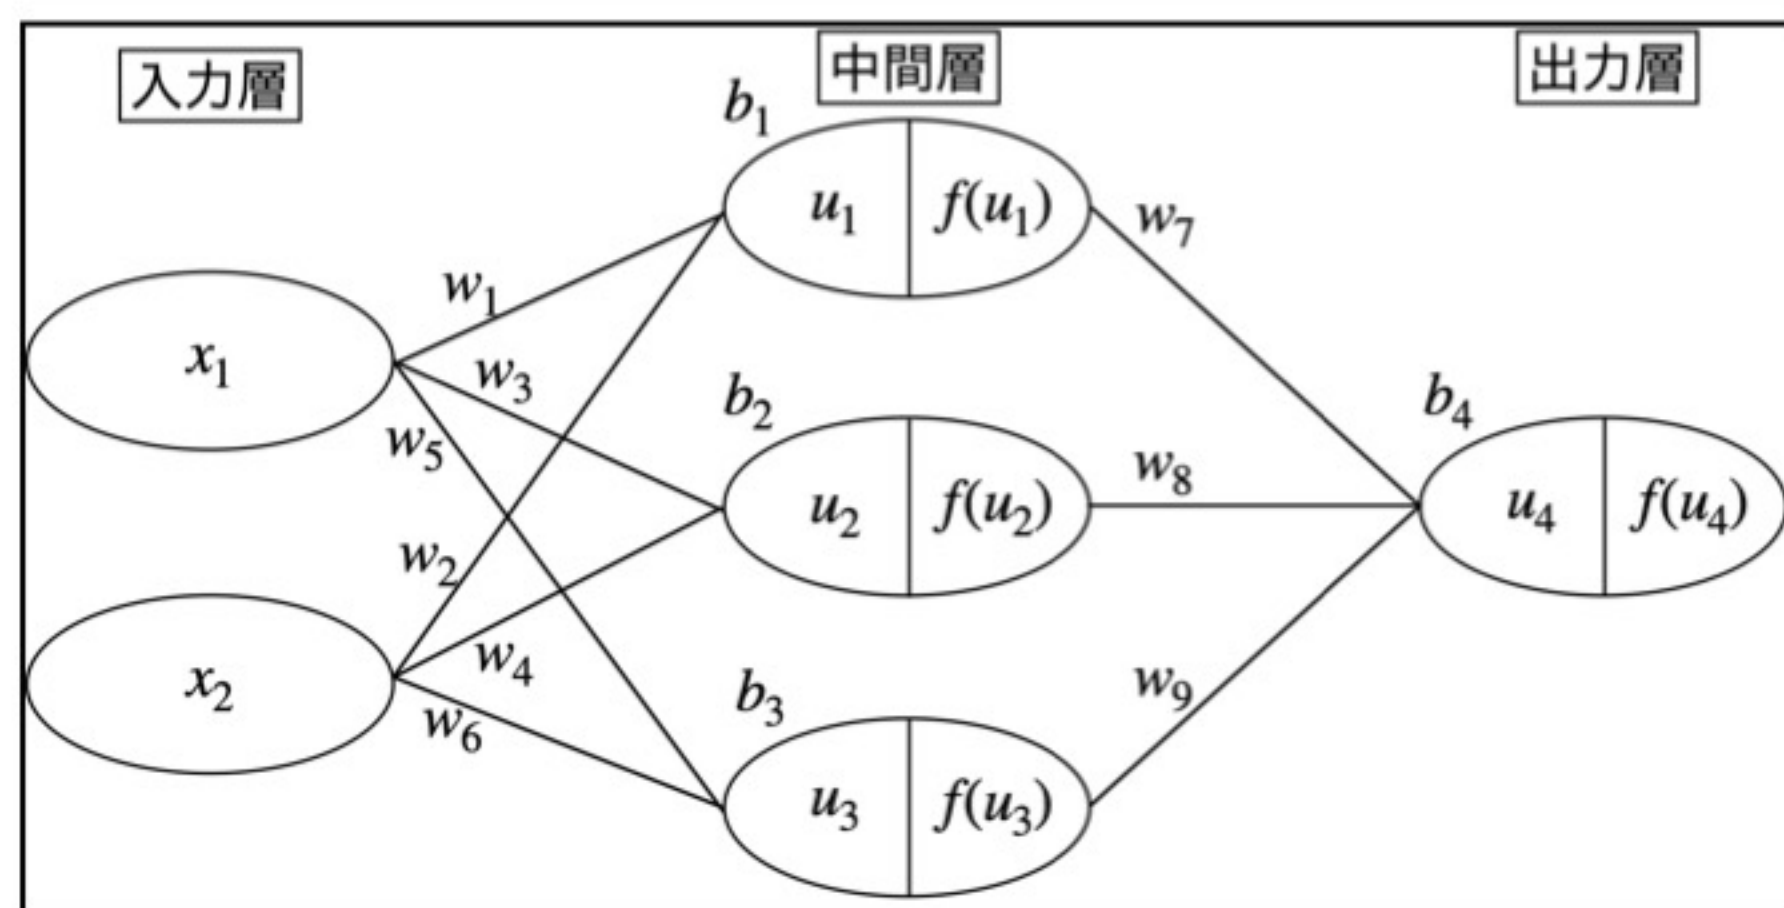 入力層
中間層
出力層
b₁
u₁ f(u₁)
w₇
w₁
x₁
w₃
w₅
b₂
u₂ f(u₂)
w₈
b₄
u₄ f(u₄)
w₂
x₂
w₄
w₆
b₃
u₃ f(u₃)
w₉